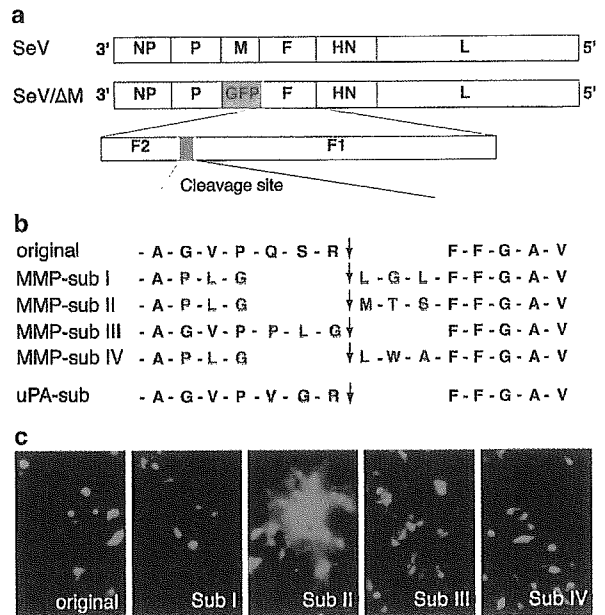 a
SeV 3' NP P M F HN L 5'
SeV/ΔM 3' NP P GFP F HN L 5'
F2 F1
Cleavage site
b
original - A - G - V - P - Q - S - R ↓ F - F - G - A - V
MMP-sub I - A - P - L - G ↓ L - G - L - F - F - G - A - V
MMP-sub II - A - P - L - G ↓ M - T - S - F - F - G - A - V
MMP-sub III - A - G - V - P - P - L - G ↓ F - F - G - A - V
MMP-sub IV - A - P - L - G ↓ L - W - A - F - F - G - A - V
uPA-sub - A - G - V - P - V - G - R ↓ F - F - G - A - V
c
original Sub I Sub II Sub III Sub IV